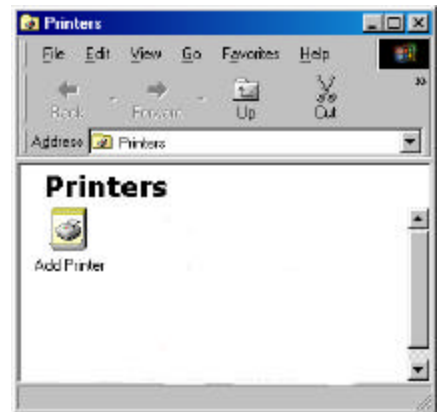 Printers
File Edit View Go Favorites Help
Back Forward Up Cut
Address Printers
Printers
Add Printer